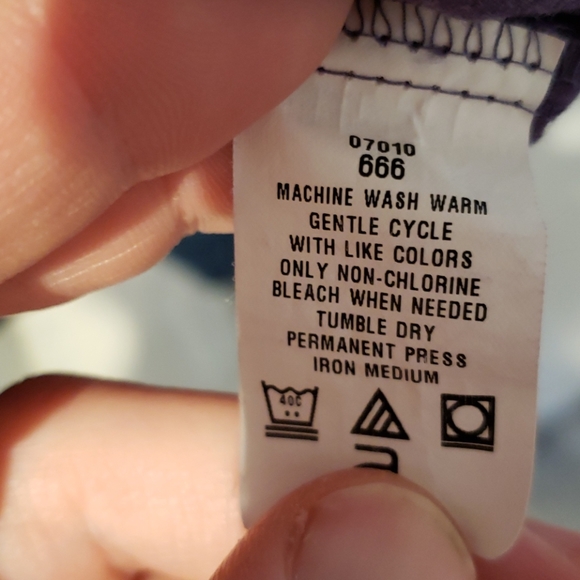 07010
666
MACHINE WASH WARM
GENTLE CYCLE
WITH LIKE COLORS
ONLY NON-CHLORINE
BLEACH WHEN NEEDED
TUMBLE DRY
PERMANENT PRESS
IRON MEDIUM
40C